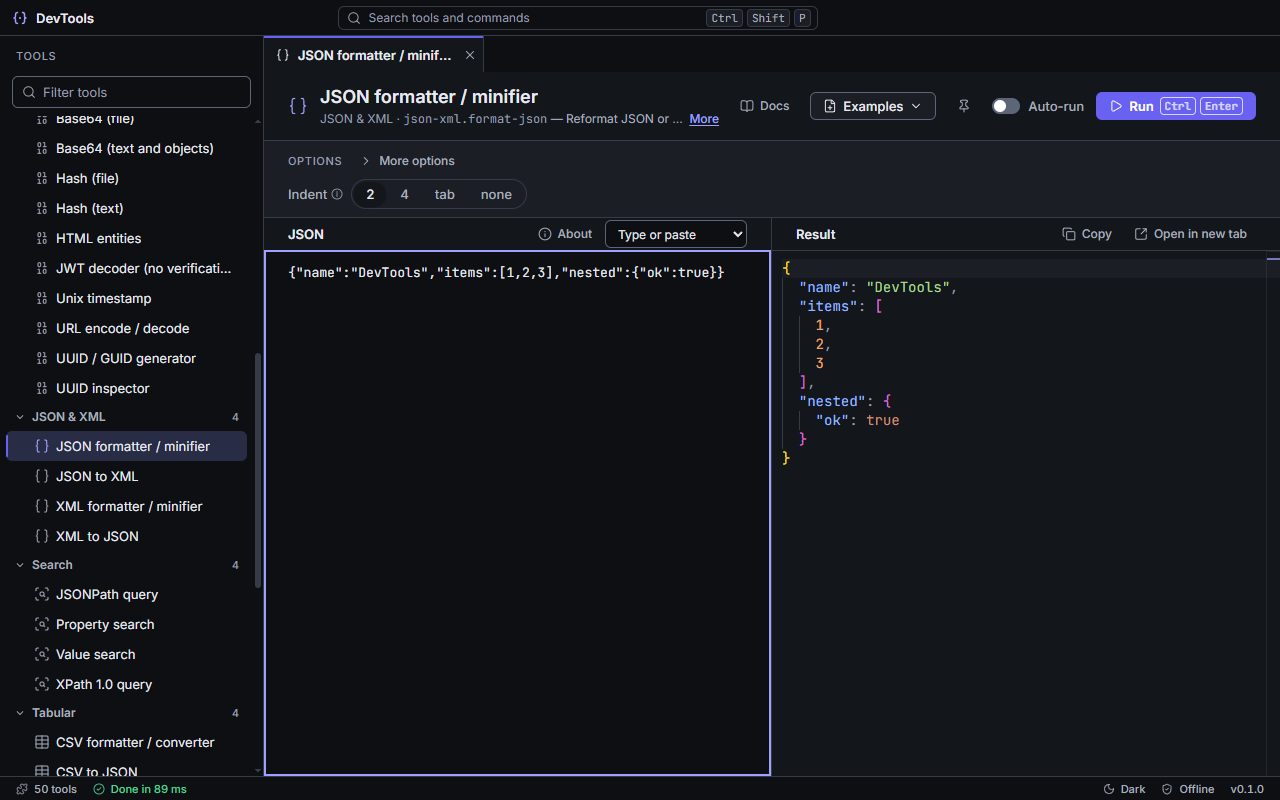 DevTools
Search tools and commands
Ctrl Shift P
TOOLS
Filter tools
Base64 (file)
Base64 (text and objects)
Hash (file)
Hash (text)
HTML entities
JWT decoder (no verificati...
Unix timestamp
URL encode / decode
UUID / GUID generator
UUID inspector
JSON & XML 4
JSON formatter / minifier
JSON to XML
XML formatter / minifier
XML to JSON
Search 4
JSONPath query
Property search
Value search
XPath 1.0 query
Tabular 4
CSV formatter / converter
CSV to JSON
JSON formatter / minif...
JSON formatter / minifier
JSON & XML · json-xml.format-json — Reformat JSON or ... More
Docs
Examples
Auto-run
Run Ctrl Enter
OPTIONS More options
Indent 2 4 tab none
JSON About Type or paste
{"name":"DevTools","items":[1,2,3],"nested":{"ok":true}}
Result Copy Open in new tab
{
"name": "DevTools",
"items": [
1,
2,
3
],
"nested": {
"ok": true
}
}
50 tools Done in 89 ms
Dark Offline v0.1.0